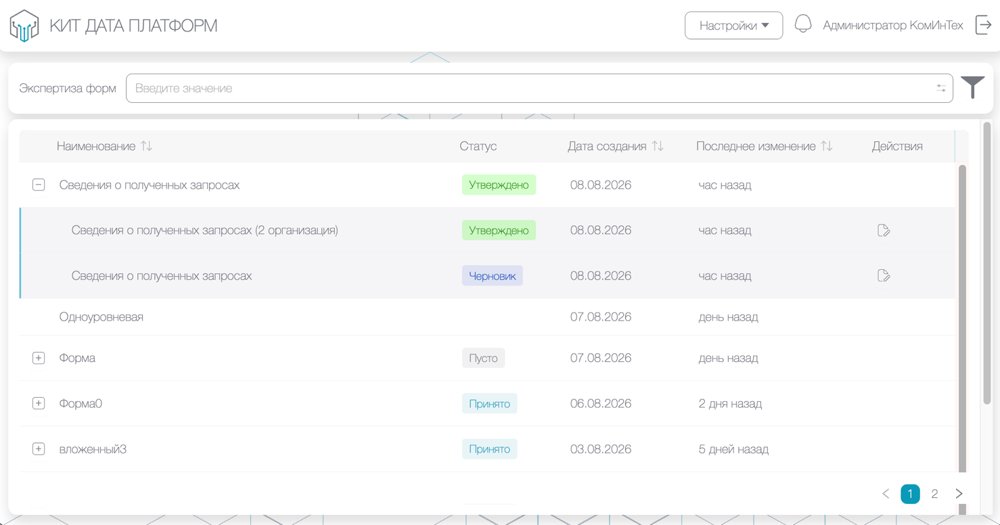 КИТ ДАТА ПЛАТФОРМ
Настройки
Администратор КомИнТех
Экспертиза форм
Введите значение
Наименование Статус Дата создания Последнее изменение Действия
Сведения о полученных запросах Утверждено 08.08.2026 час назад
Сведения о полученных запросах (2 организация) Утверждено 08.08.2026 час назад
Сведения о полученных запросах Черновик 08.08.2026 час назад
Одноуровневая 07.08.2026 день назад
Форма Пусто 07.08.2026 день назад
Форма0 Принято 06.08.2026 2 дня назад
вложенный3 Принято 03.08.2026 5 дней назад
1 2